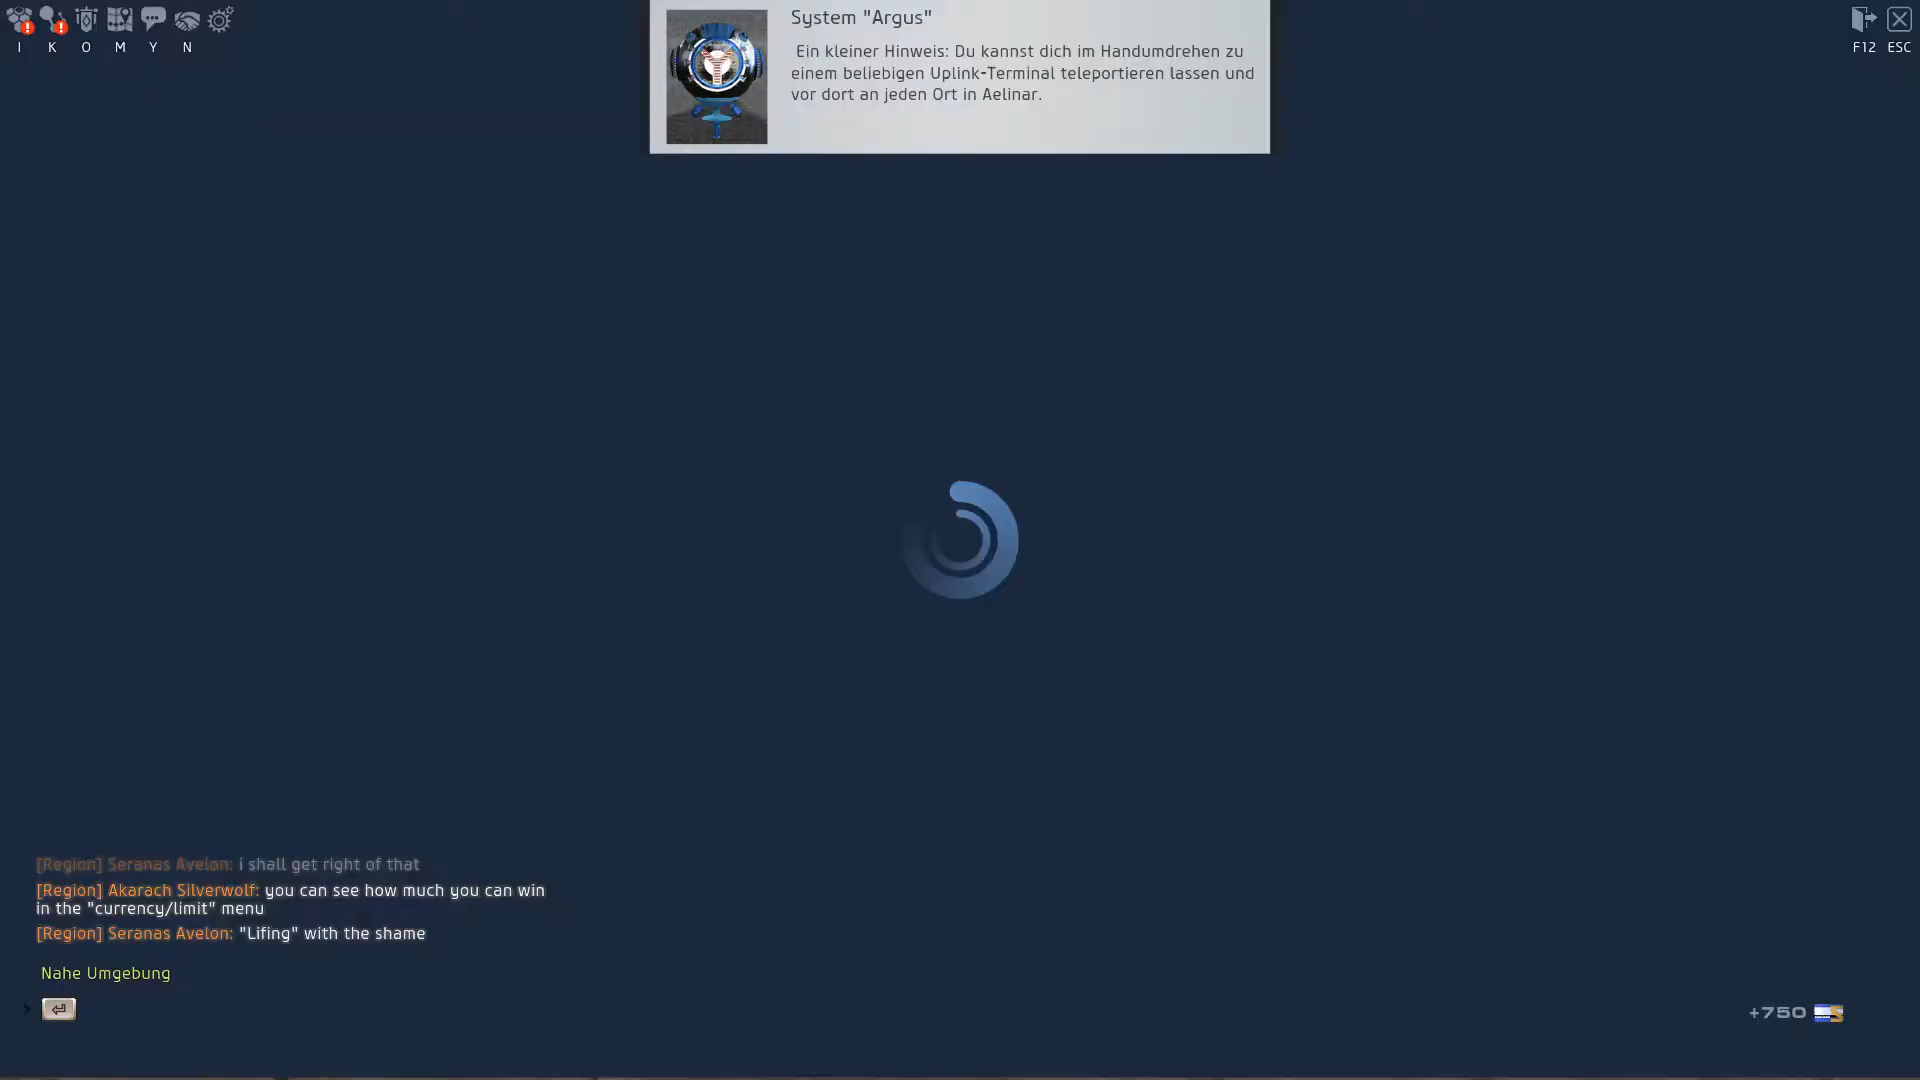 I K O M Y N
System "Argus"
Ein kleiner Hinweis: Du kannst dich im Handumdrehen zu
einem beliebigen Uplink-Terminal teleportieren lassen und
vor dort an jeden Ort in Aelinar.
F12 ESC
[Region] Seranas Avelon: i shall get right of that
[Region] Akarach Silverwolf: you can see how much you can win
in the "currency/limit" menu
[Region] Seranas Avelon: "Lifing" with the shame
Nahe Umgebung
+750